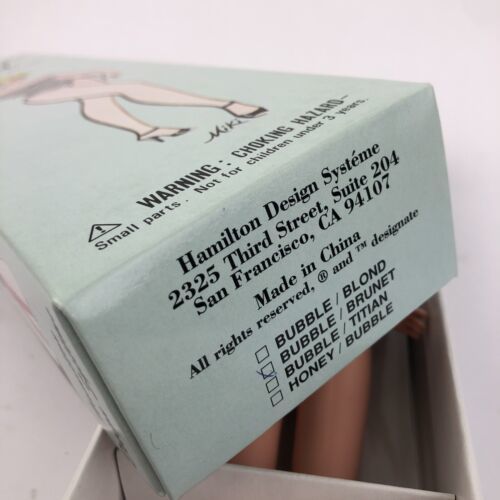 Miki
WARNING: CHOKING HAZARD–
Small parts. Not for children under 3 years.
Hamilton Design Systéme
2325 Third Street, Suite 204
San Francisco, CA 94107
Made in China
All rights reserved, ® and ™ designate
BUBBLE / BLOND
BUBBLE / BRUNET
BUBBLE / TITIAN
HONEY / BUBBLE